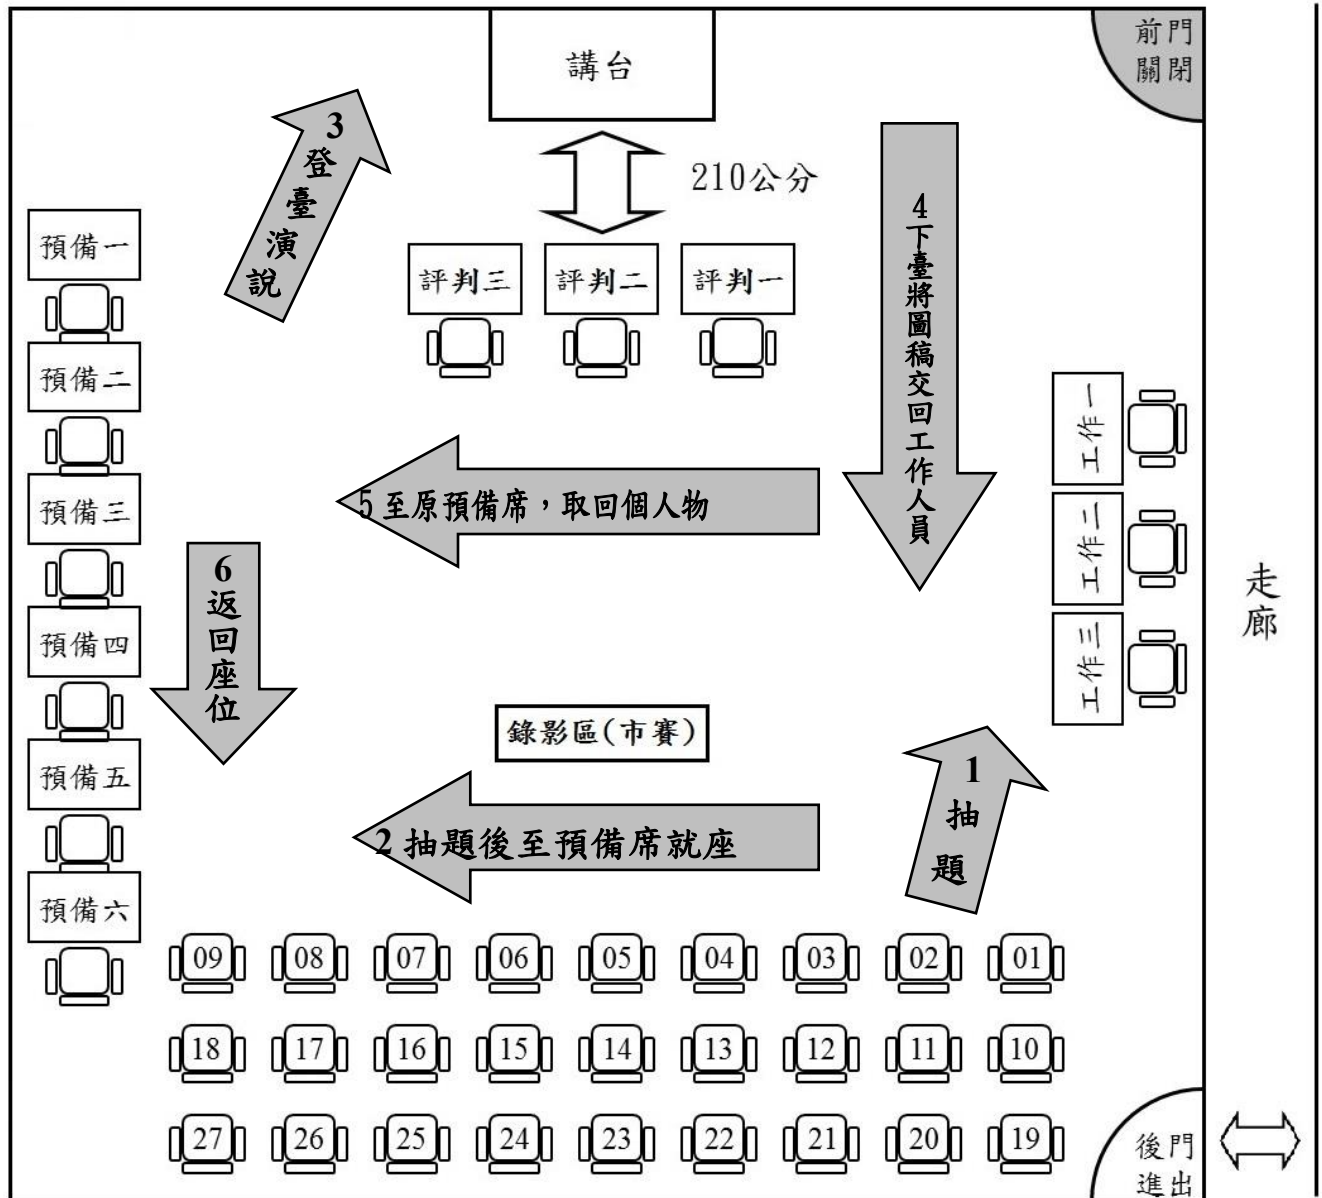 講台
前門
關閉
3登臺演說
210公分
4下臺將圖稿交回工作人員
預備一
預備二
預備三
預備四
預備五
預備六
評判三
評判二
評判一
工作一
工作二
工作三
走廊
5至原預備席，取回個人物
6返回座位
錄影區(市賽)
1抽題
2抽題後至預備席就座
09 08 07 06 05 04 03 02 01
18 17 16 15 14 13 12 11 10
27 26 25 24 23 22 21 20 19
後門
進出